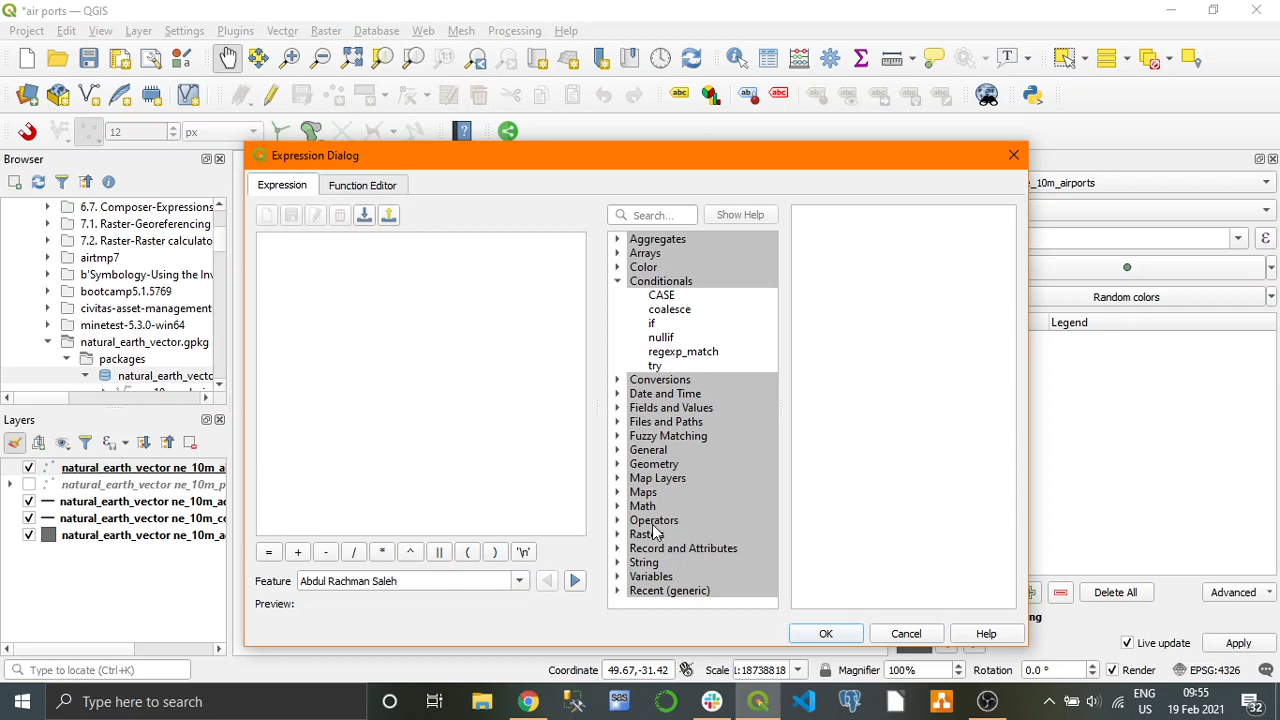 *air ports — QGIS
Project Edit View Layer Settings Plugins Vector Raster Database Web Mesh Processing Help
12 px
Browser
6.7. Composer-Expressions
7.1. Raster-Georeferencing
7.2. Raster-Raster calculato
airtmp7
b'Symbology-Using the Inv
bootcamp5.1.5769
civitas-asset-management
minetest-5.3.0-win64
natural_earth_vector.gpkg
packages
natural_earth_vecto
Layers
natural_earth_vector ne_10m_a
natural_earth_vector ne_10m_p
natural_earth_vector ne_10m_ac
natural_earth_vector ne_10m_co
natural_earth_vector ne_10m_ac
Expression Dialog
Expression Function Editor
Search... Show Help
Aggregates
Arrays
Color
Conditionals
CASE
coalesce
if
nullif
regexp_match
try
Conversions
Date and Time
Fields and Values
Files and Paths
Fuzzy Matching
General
Geometry
Map Layers
Maps
Math
Operators
Record and Attributes
String
Variables
Recent (generic)
= + - / * ^ || ( ) '\n'
Feature Abdul Rachman Saleh
Preview:
OK Cancel Help
e_10m_airports
ε
Random colors
Legend
Delete All Advanced
ng
Live update Apply
Type to locate (Ctrl+K) Coordinate 49.67,-31.42 Scale 1:18738818 Magnifier 100% Rotation 0.0 ° Render EPSG:4326
Type here to search
ENG
US
09:55
19 Feb 2021
32